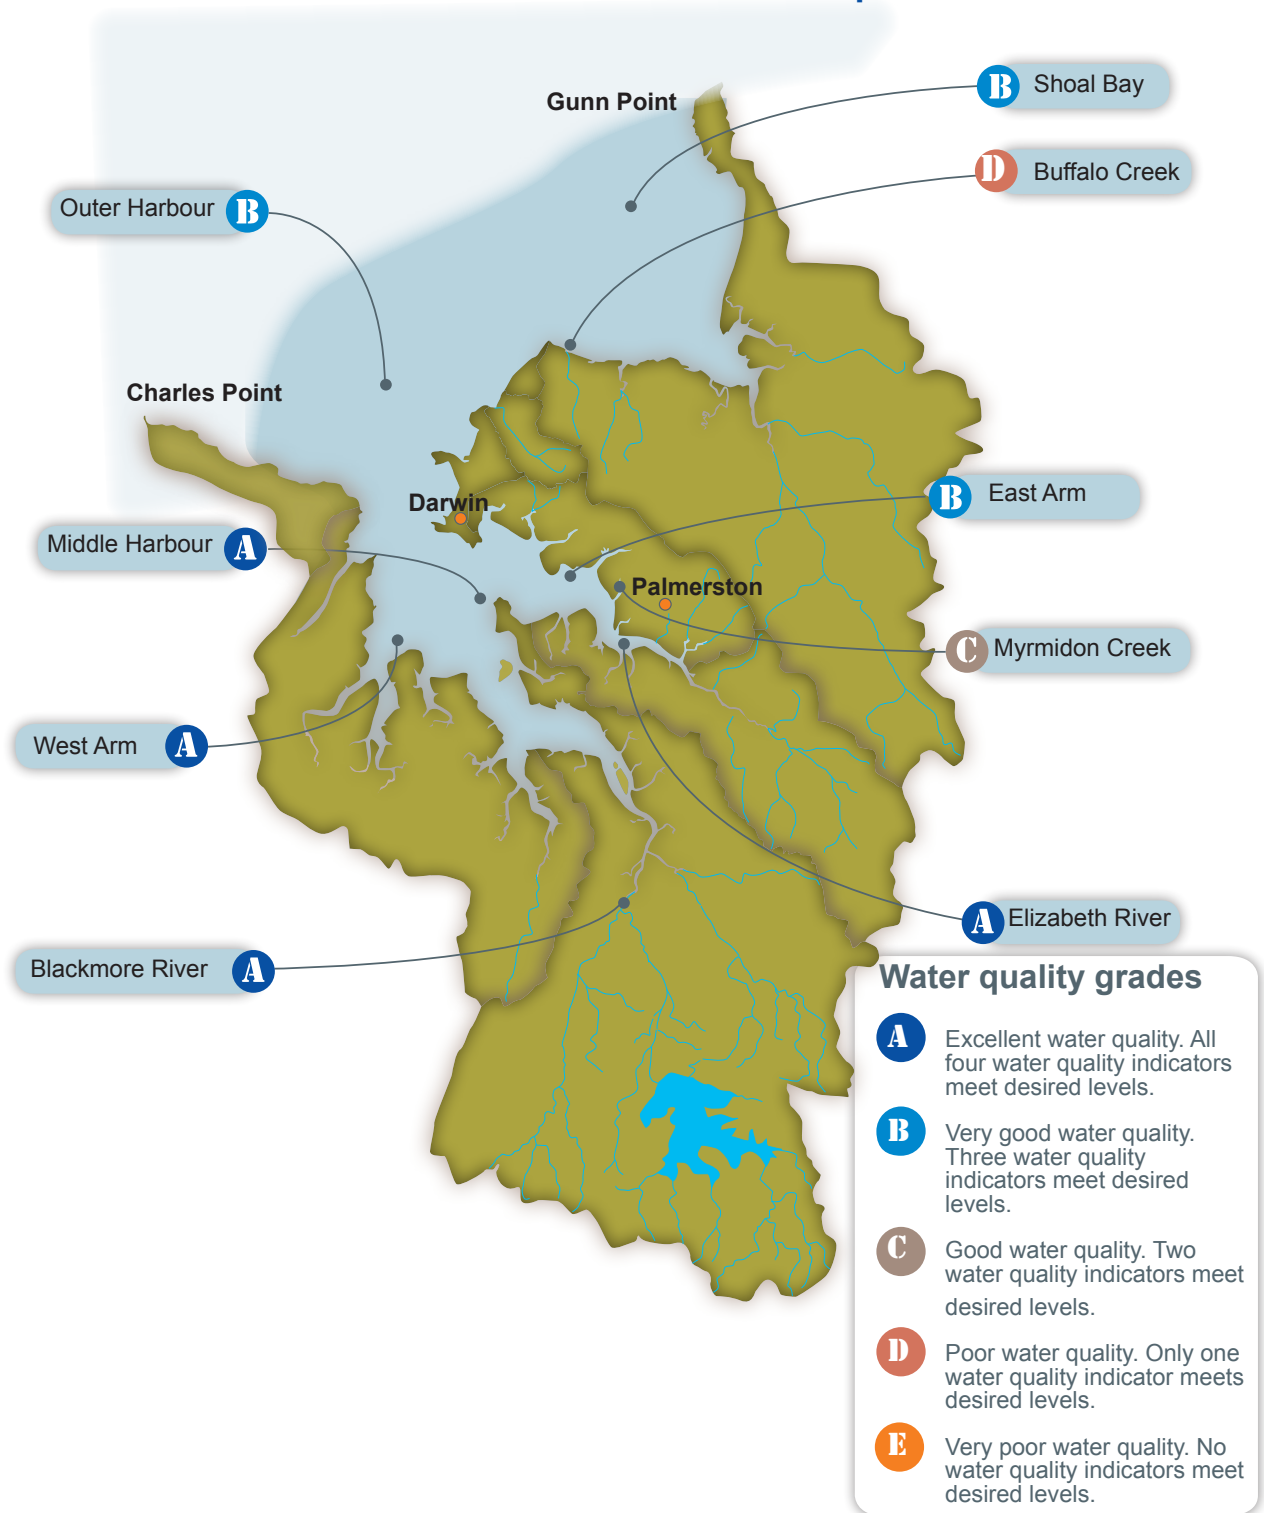 Gunn Point
B Shoal Bay
D Buffalo Creek
Outer Harbour B
Charles Point
Darwin
B East Arm
Middle Harbour A
Palmerston
C Myrmidon Creek
West Arm A
A Elizabeth River
Blackmore River A
Water quality grades
A Excellent water quality. All
four water quality indicators
meet desired levels.
B Very good water quality.
Three water quality
indicators meet desired
levels.
C Good water quality. Two
water quality indicators meet
desired levels.
D Poor water quality. Only one
water quality indicator meets
desired levels.
E Very poor water quality. No
water quality indicators meet
desired levels.